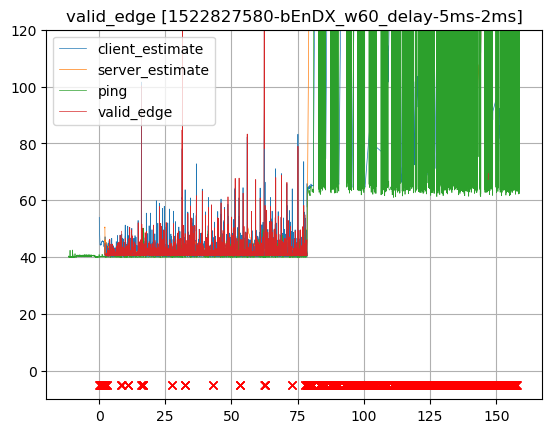 valid_edge [1522827580-bEnDX_w60_delay-5ms-2ms]
client_estimate
server_estimate
ping
valid_edge
120
100
80
60
40
20
0
0 25 50 75 100 125 150